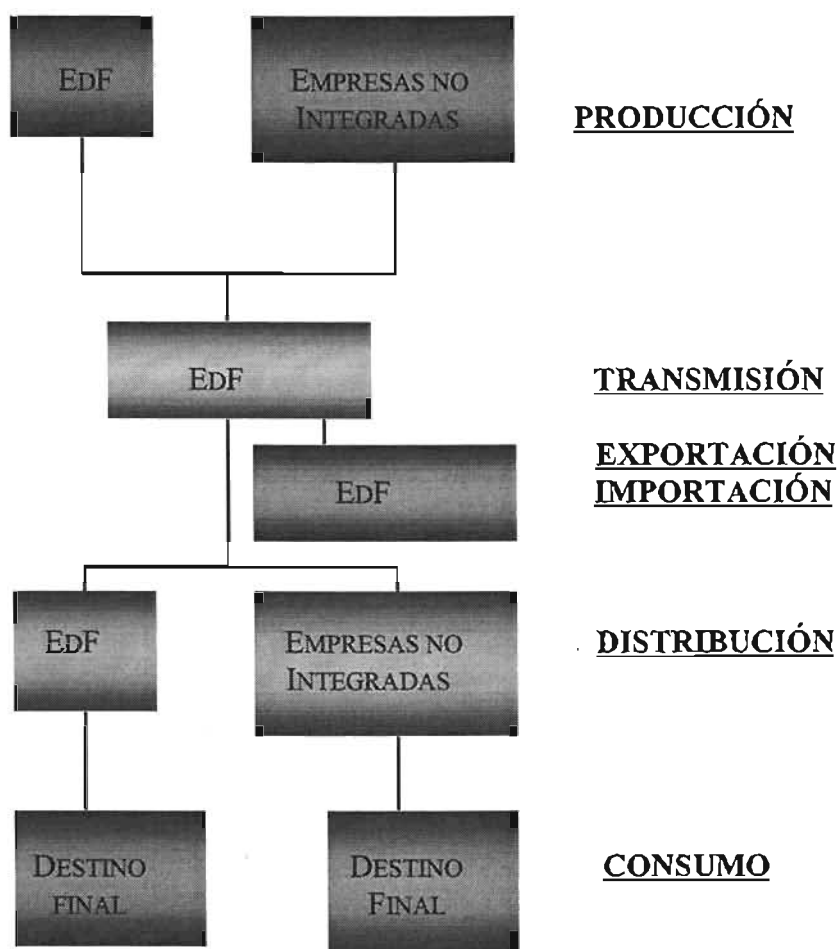 EDF
EMPRESAS NO
INTEGRADAS
PRODUCCIÓN
EDF
TRANSMISIÓN
EXPORTACIÓN
EDF
IMPORTACIÓN
EDF
EMPRESAS NO
INTEGRADAS
DISTRIBUCIÓN
DESTINO
FINAL
DESTINO
FINAL
CONSUMO